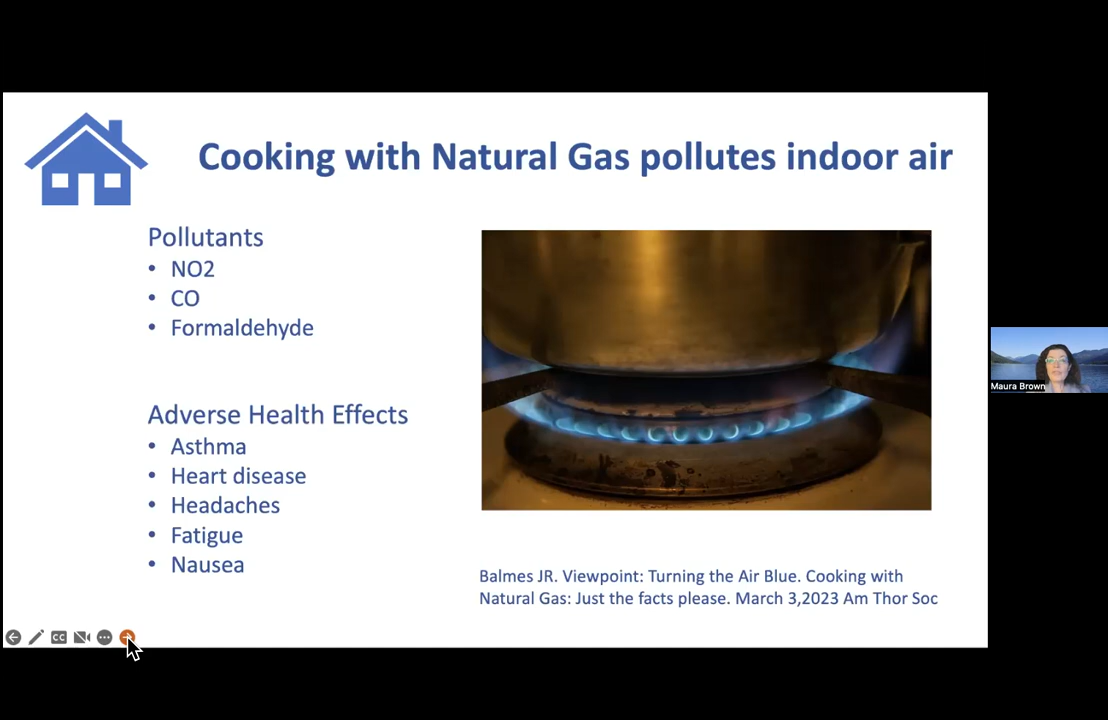 Cooking with Natural Gas pollutes indoor air
Pollutants
• NO2
• CO
• Formaldehyde
Adverse Health Effects
• Asthma
• Heart disease
• Headaches
• Fatigue
• Nausea
Balmes JR. Viewpoint: Turning the Air Blue. Cooking with
Natural Gas: Just the facts please. March 3,2023 Am Thor Soc
Maura Brown
CC